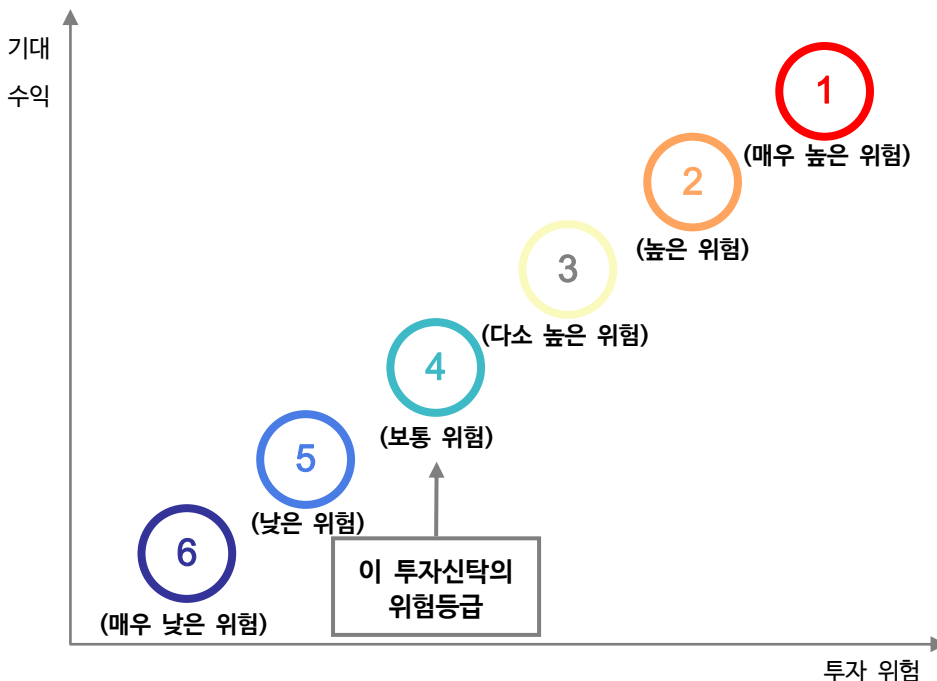 기대
수익
1
(매우 높은 위험)
2
(높은 위험)
3
(다소 높은 위험)
4
(보통 위험)
5
(낮은 위험)
6
(매우 낮은 위험)
이 투자신탁의
위험등급
투자 위험